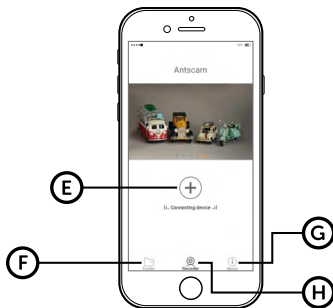 Antscam
E
Connecting device
F
G
Folder
Recorder
About
H